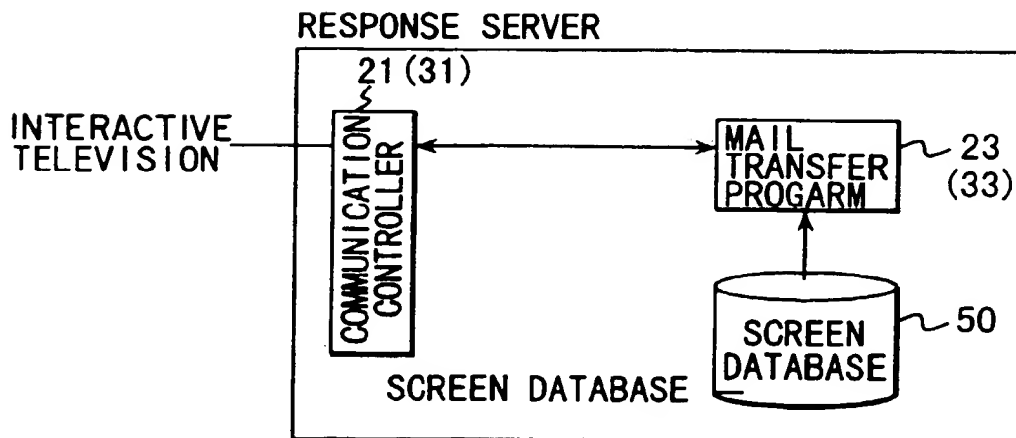 RESPONSE SERVER
21 (31)
INTERACTIVE
TELEVISION
COMMUNICATION
CONTROLLER
MAIL
TRANSFER
PROGARM
23
(33)
SCREEN
DATABASE
50
SCREEN DATABASE